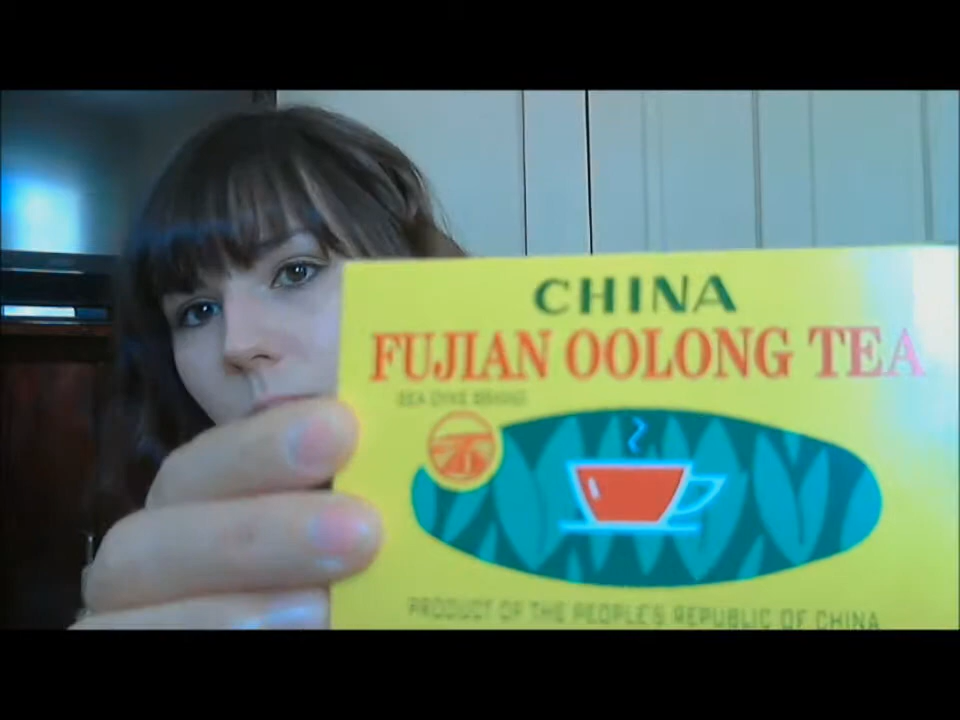 CHINA
FUJIAN OOLONG TEA
SEA DYKE BRAND
PRODUCT OF THE PEOPLE'S REPUBLIC OF CHINA